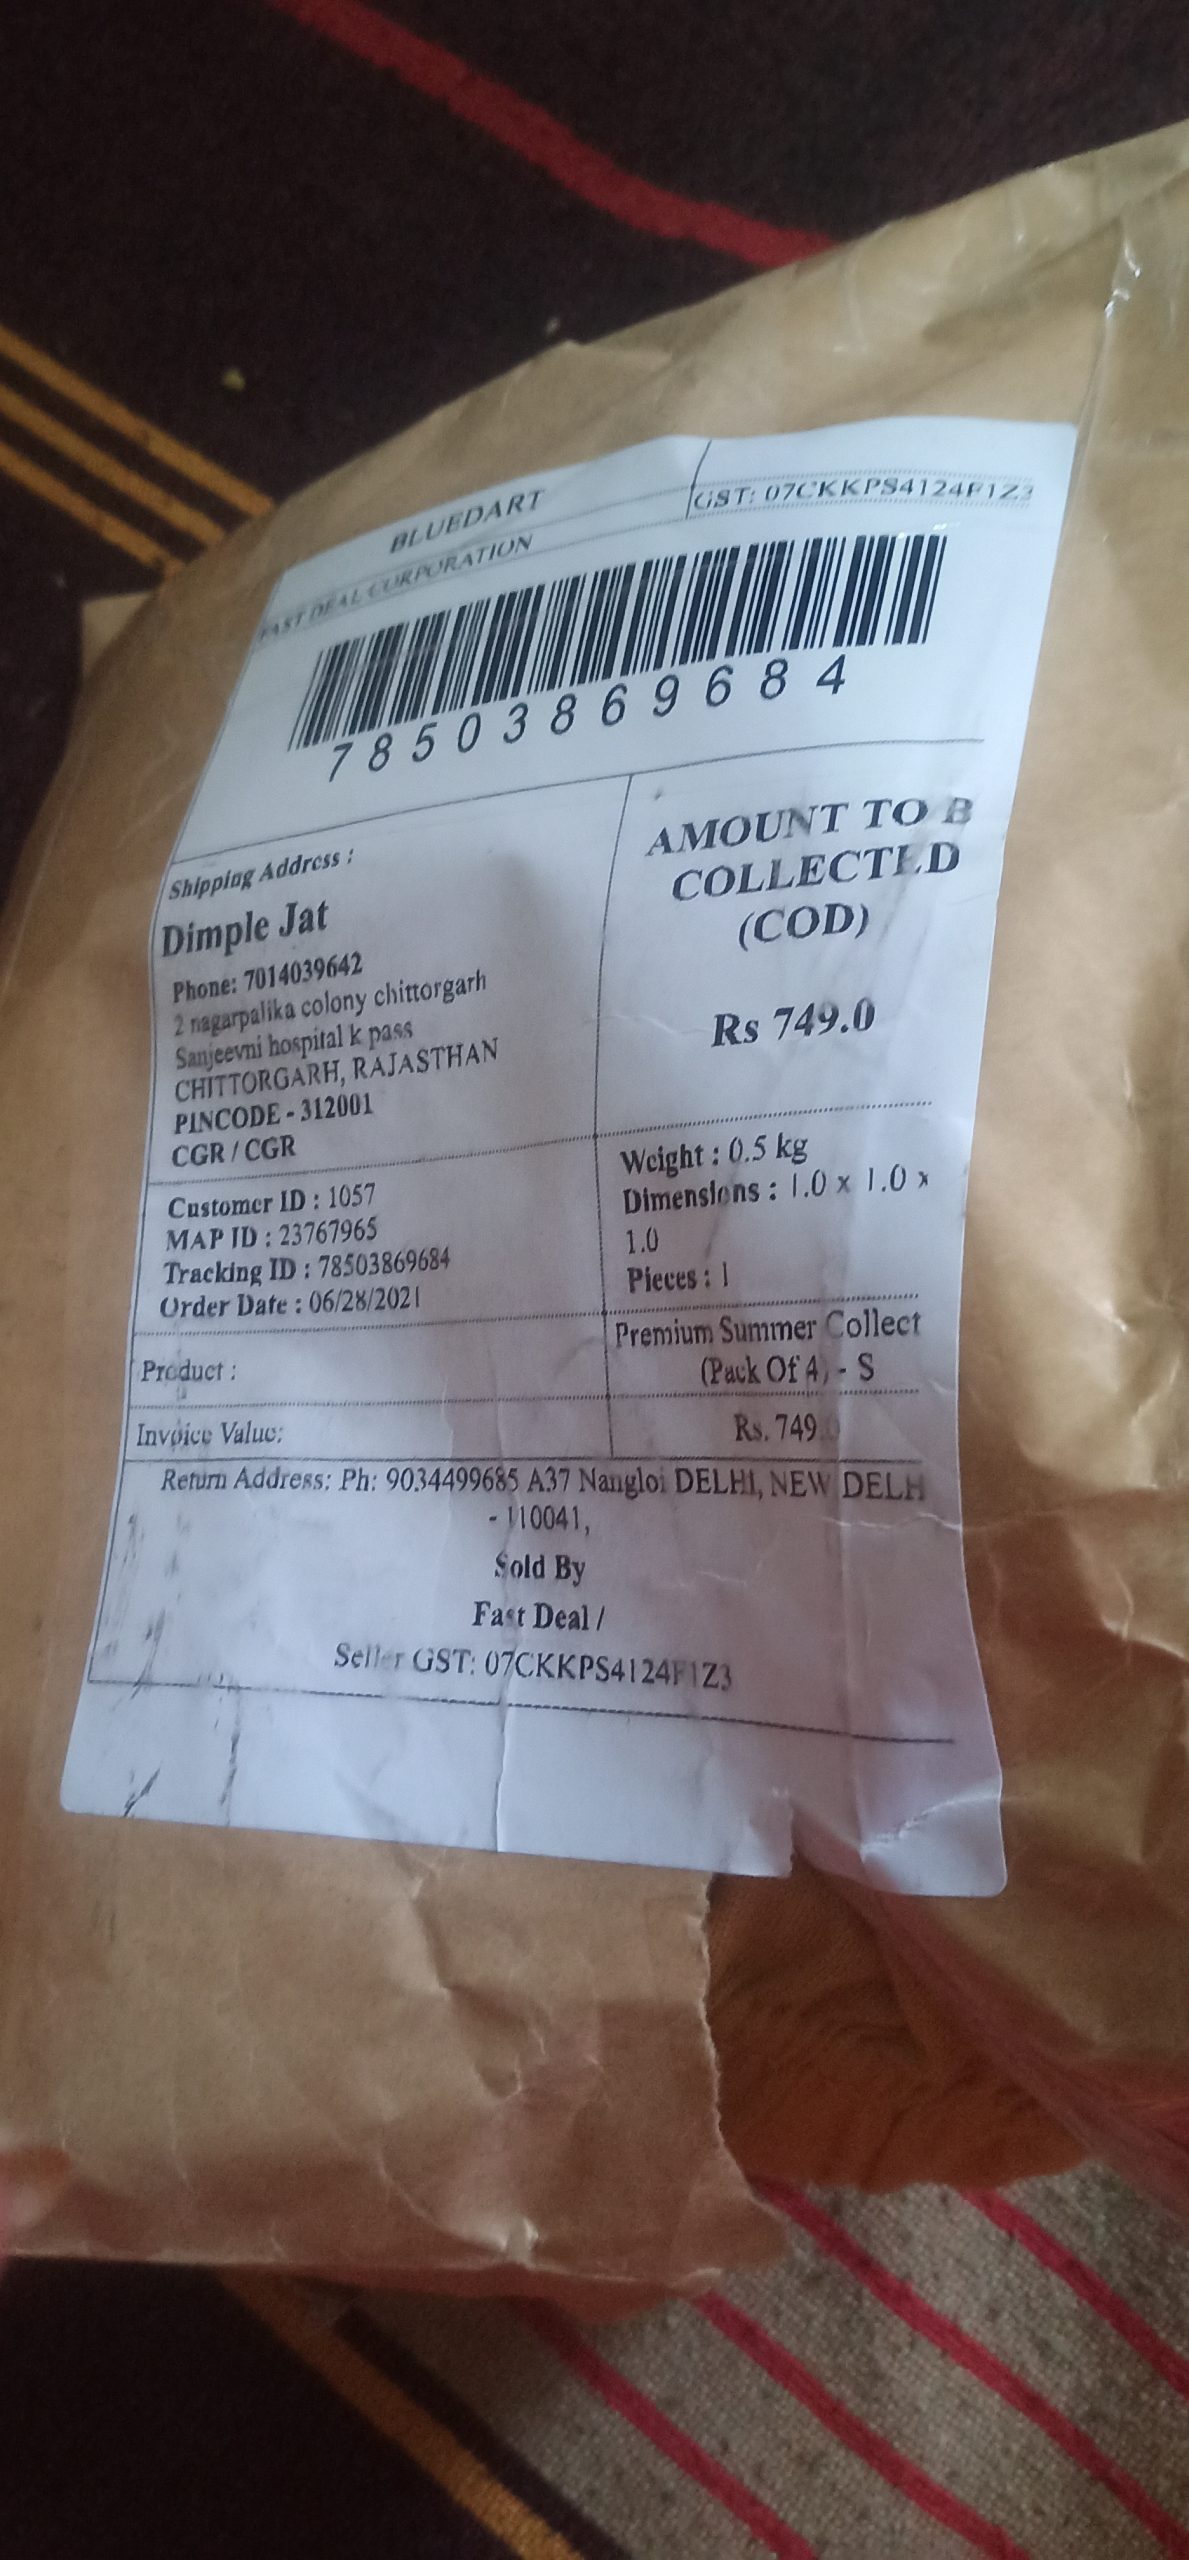 BLUEDART
FAST DEAL CORPORATION
GST: 07CKKPS4124F1Z3
78503869684
Shipping Address :
Dimple Jat
Phone: 7014039642
2 nagarpalika colony chittorgarh
Sanjeevni hospital k pass
CHITTORGARH, RAJASTHAN
PINCODE - 312001
CGR / CGR
AMOUNT TO B
COLLECTED
(COD)
Rs 749.0
Customer ID : 1057
MAP ID : 23767965
Tracking ID : 78503869684
Order Date : 06/28/2021
Weight : 0.5 kg
Dimensions : 1.0 x 1.0 x
1.0
Pieces : 1
Product :
Premium Summer Collect
(Pack Of 4) - S
Invoice Value:
Rs. 749.0
Return Address: Ph: 9034499685 A37 Nangloi DELHI, NEW DELH
- 110041,
Sold By
Fast Deal /
Seller GST: 07CKKPS4124F1Z3